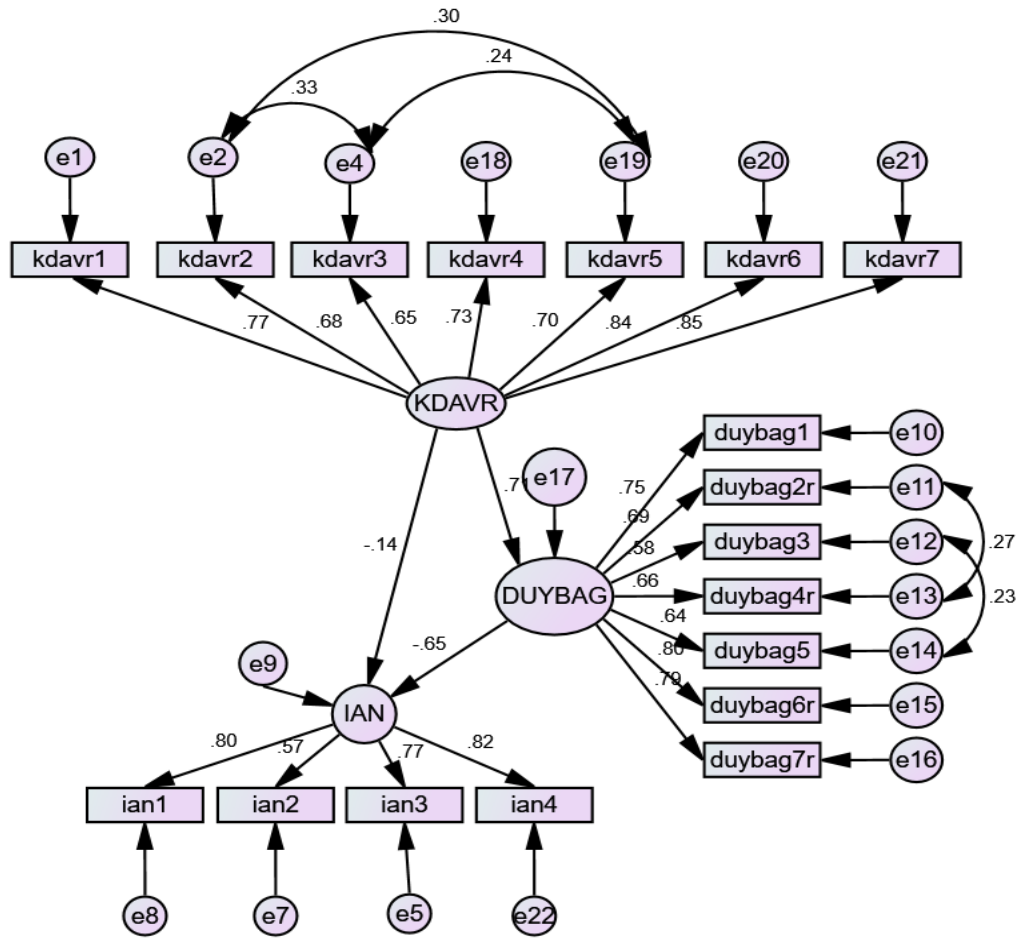 .30
.24
.33
e1 e2 e4 e18 e19 e20 e21
kdavr1 kdavr2 kdavr3 kdavr4 kdavr5 kdavr6 kdavr7
.77 .68 .65 .73 .70 .84 .85
KDAVR
duybag1 e10
.71 e17
.75
duybag2r e11
.69
duybag3 e12
.58
.27
-.14
DUYBAG
.66
duybag4r e13
.23
.64
duybag5 e14
-.65
.80
e9
.79
duybag6r e15
IAN
duybag7r e16
.80 .57 .77 .82
ian1 ian2 ian3 ian4
e8 e7 e5 e22